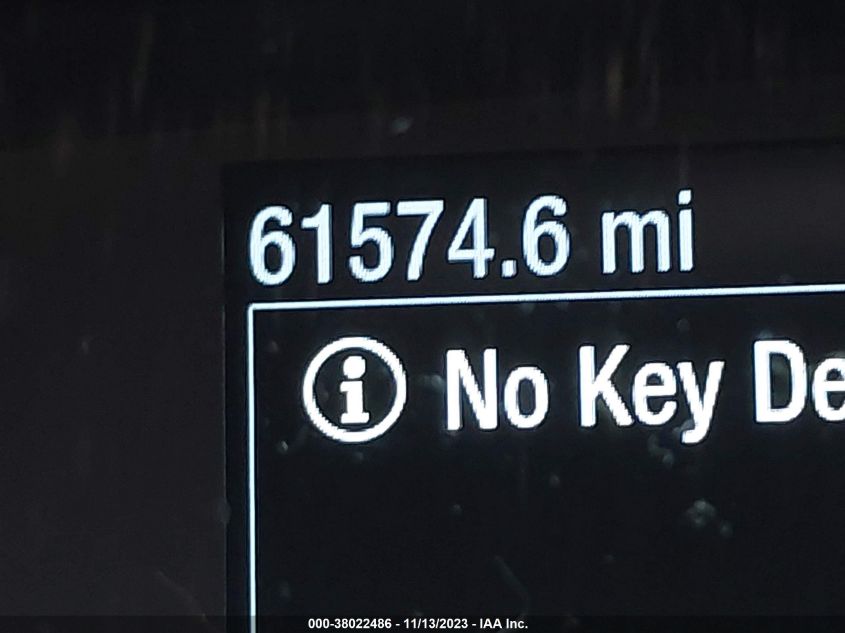 61574.6 mi
i No Key De
000-38022486 - 11/13/2023 - IAA Inc.